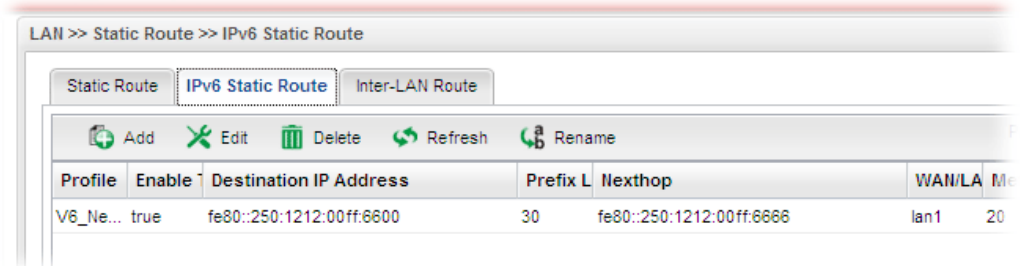 LAN >> Static Route >> IPv6 Static Route
Static Route IPv6 Static Route Inter-LAN Route
Add Edit Delete Refresh Rename
Profile Enable T Destination IP Address Prefix L Nexthop WAN/LA Me
V6_Ne... true fe80::250:1212:00ff:6600 30 fe80::250:1212:00ff:6666 lan1 20